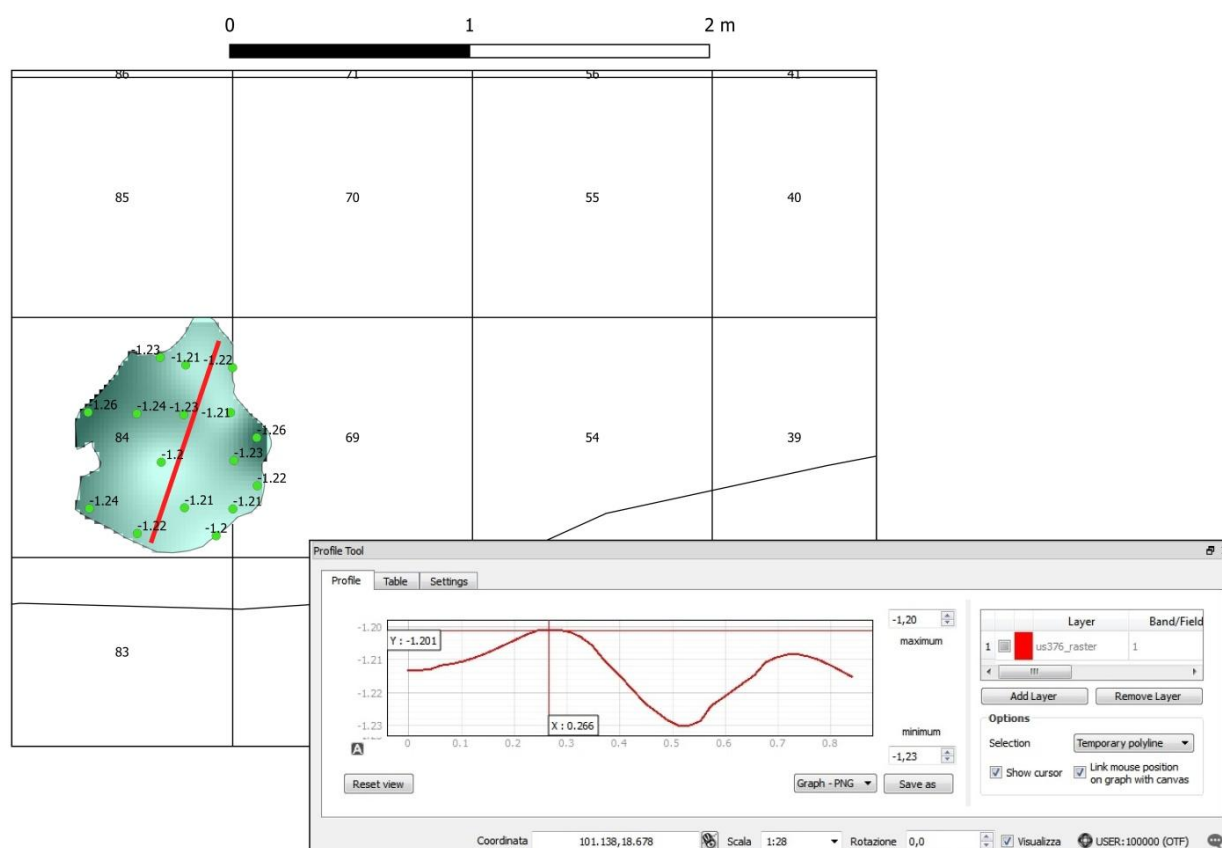 0 1 2 m
86 71 56 41
85 70 55 40
-1.23 -1.21 -1.22
-1.26 -1.24 -1.23 -1.21
-1.26
84 69 54 39
-1.2 -1.23
-1.22
-1.24 -1.21 -1.21
-1.22 -1.2
83
Profile Tool
Profile Table Settings
-1.20
-1.21
-1.22
-1.23
Y : -1.201
X : 0.266
0 0.1 0.2 0.3 0.4 0.5 0.6 0.7 0.8
A
-1,20
maximum
minimum
-1,23
Reset view Graph - PNG Save as
Layer Band/Field
1 us376_raster 1
Add Layer Remove Layer
Options
Selection Temporary polyline
Show cursor Link mouse position
on graph with canvas
Coordinata 101.138,18.678 Scala 1:28 Rotazione 0,0 Visualizza USER:100000 (OTF)